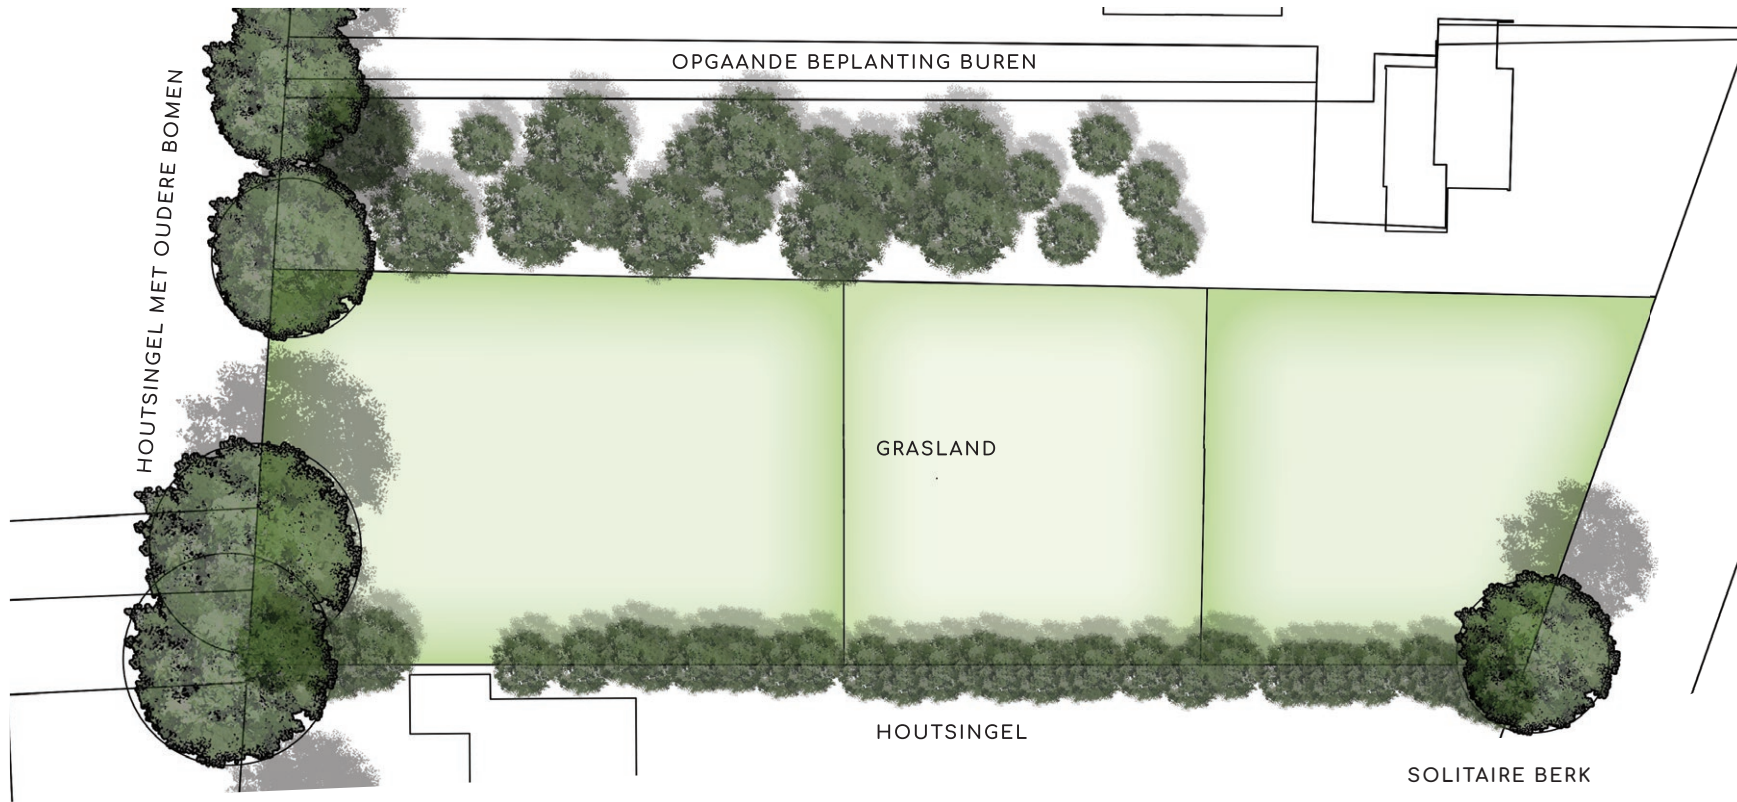 OPGAANDE BEPLANTING BUREN
HOUTSINGEL MET OUDERE BOMEN
GRASLAND
HOUTSINGEL
SOLITAIRE BERK